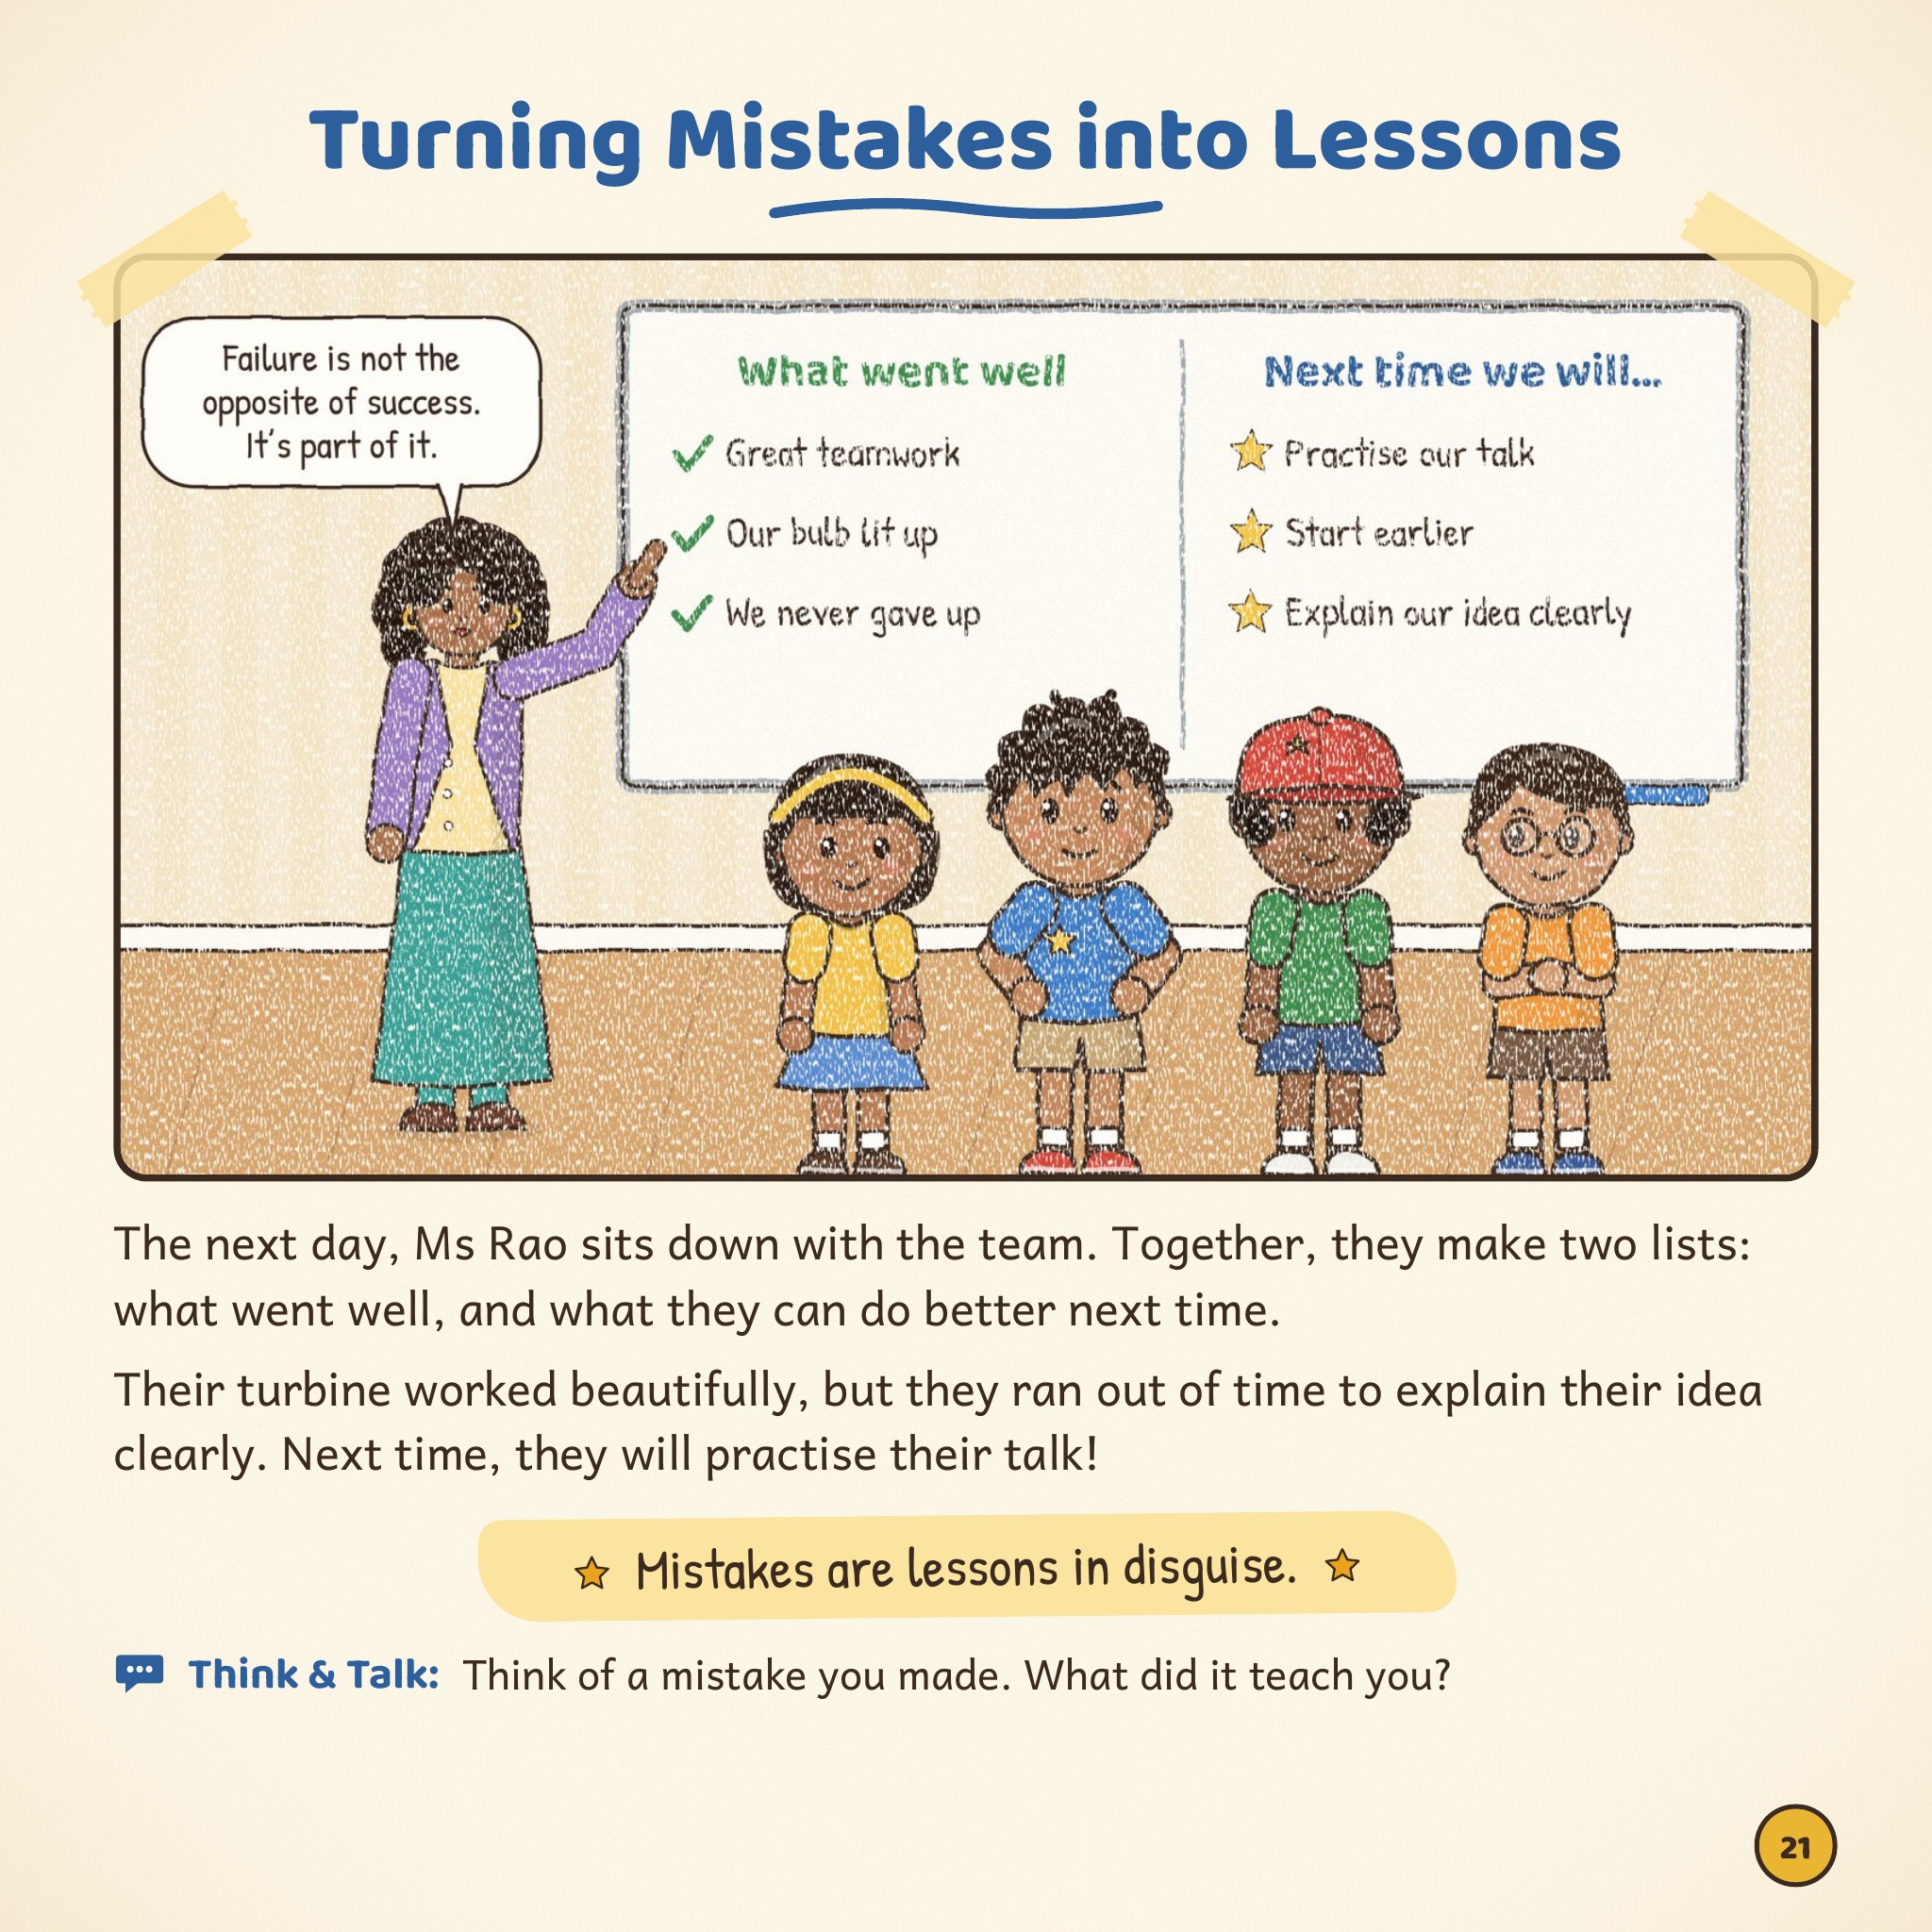 Turning Mistakes into Lessons
Failure is not the
opposite of success.
It's part of it.
What went well
Great teamwork
Our bulb lit up
We never gave up
Next time we will...
Practise our talk
Start earlier
Explain our idea clearly
The next day, Ms Rao sits down with the team. Together, they make two lists:
what went well, and what they can do better next time.
Their turbine worked beautifully, but they ran out of time to explain their idea
clearly. Next time, they will practise their talk!
Mistakes are lessons in disguise.
Think & Talk: Think of a mistake you made. What did it teach you?
21